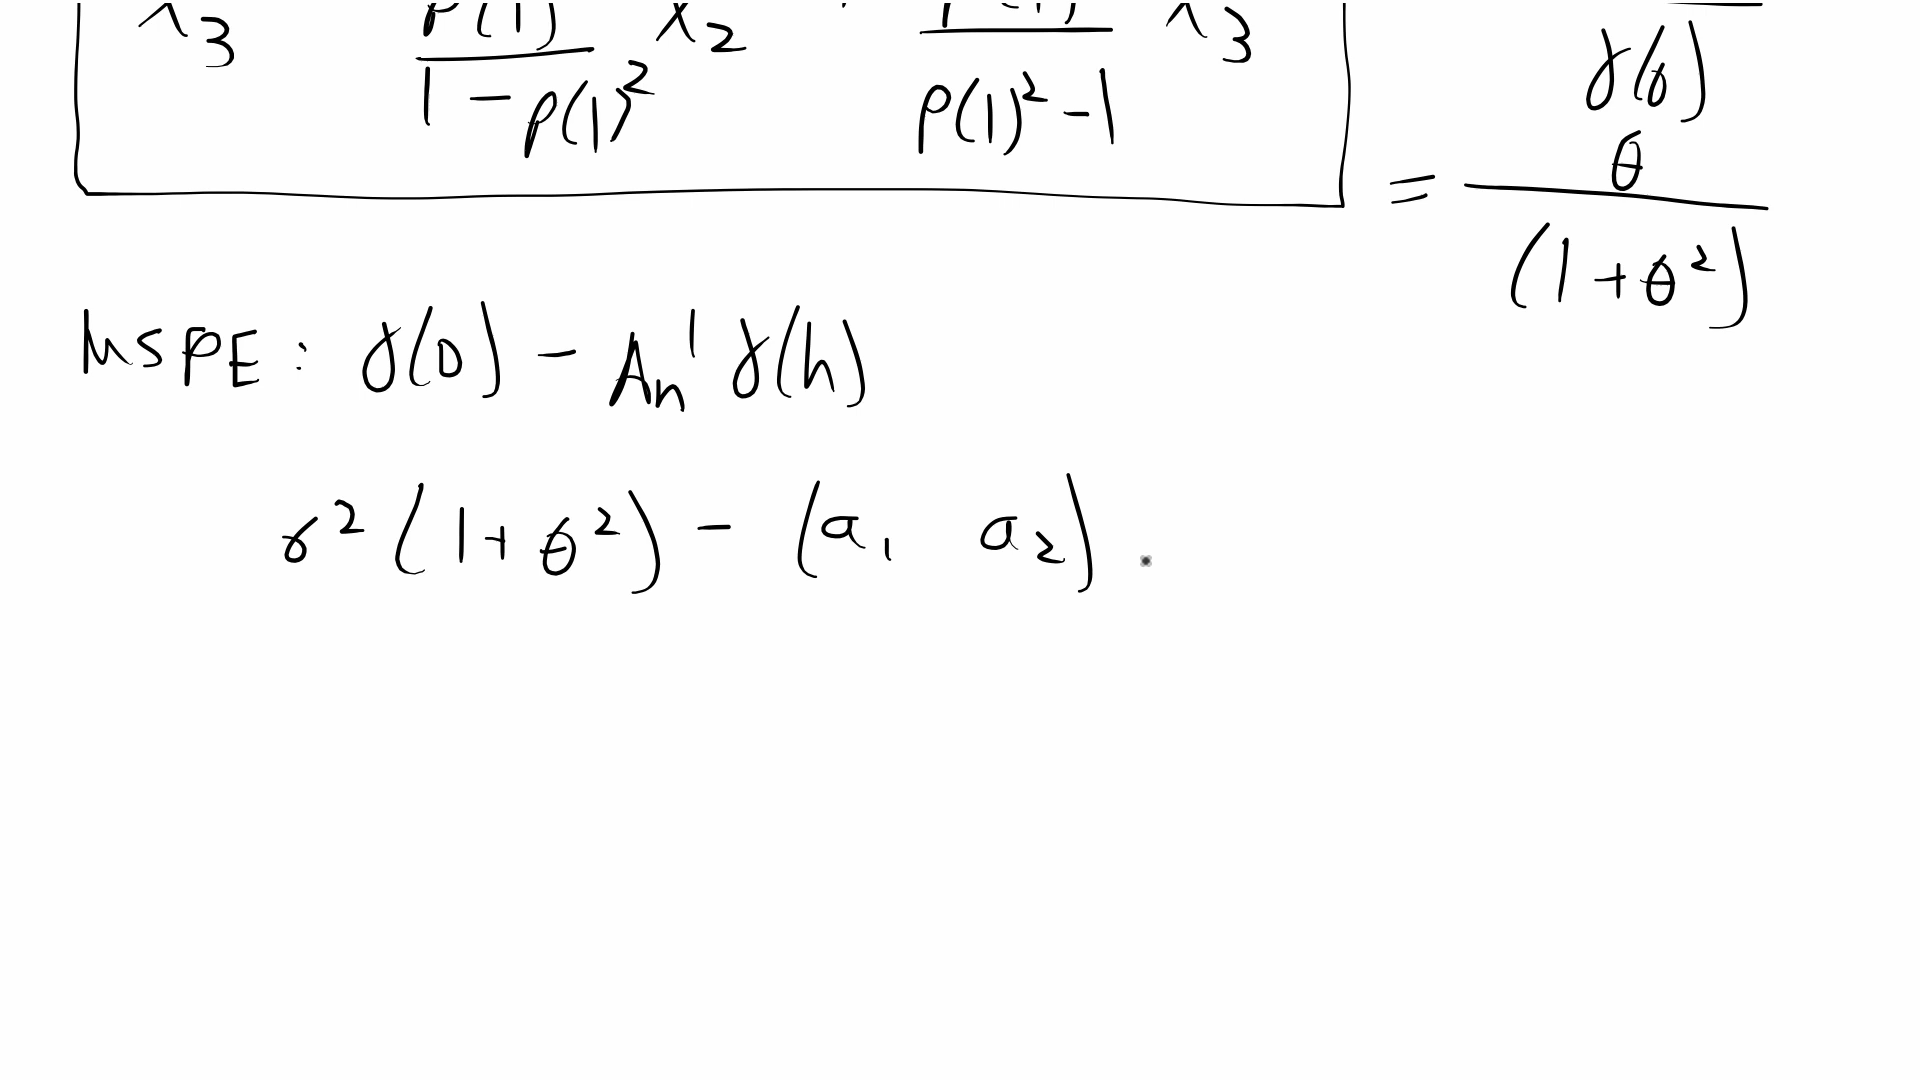 X₃ ρ(1)/(1 - ρ(1)²) X₂ ρ(1)/(ρ(1)² - 1) X₃
γ(0)
= θ/(1 + θ²)
MSPE : γ(0) - Aₙ' γ(h)
σ² (1 + θ²) - (a₁ a₂)